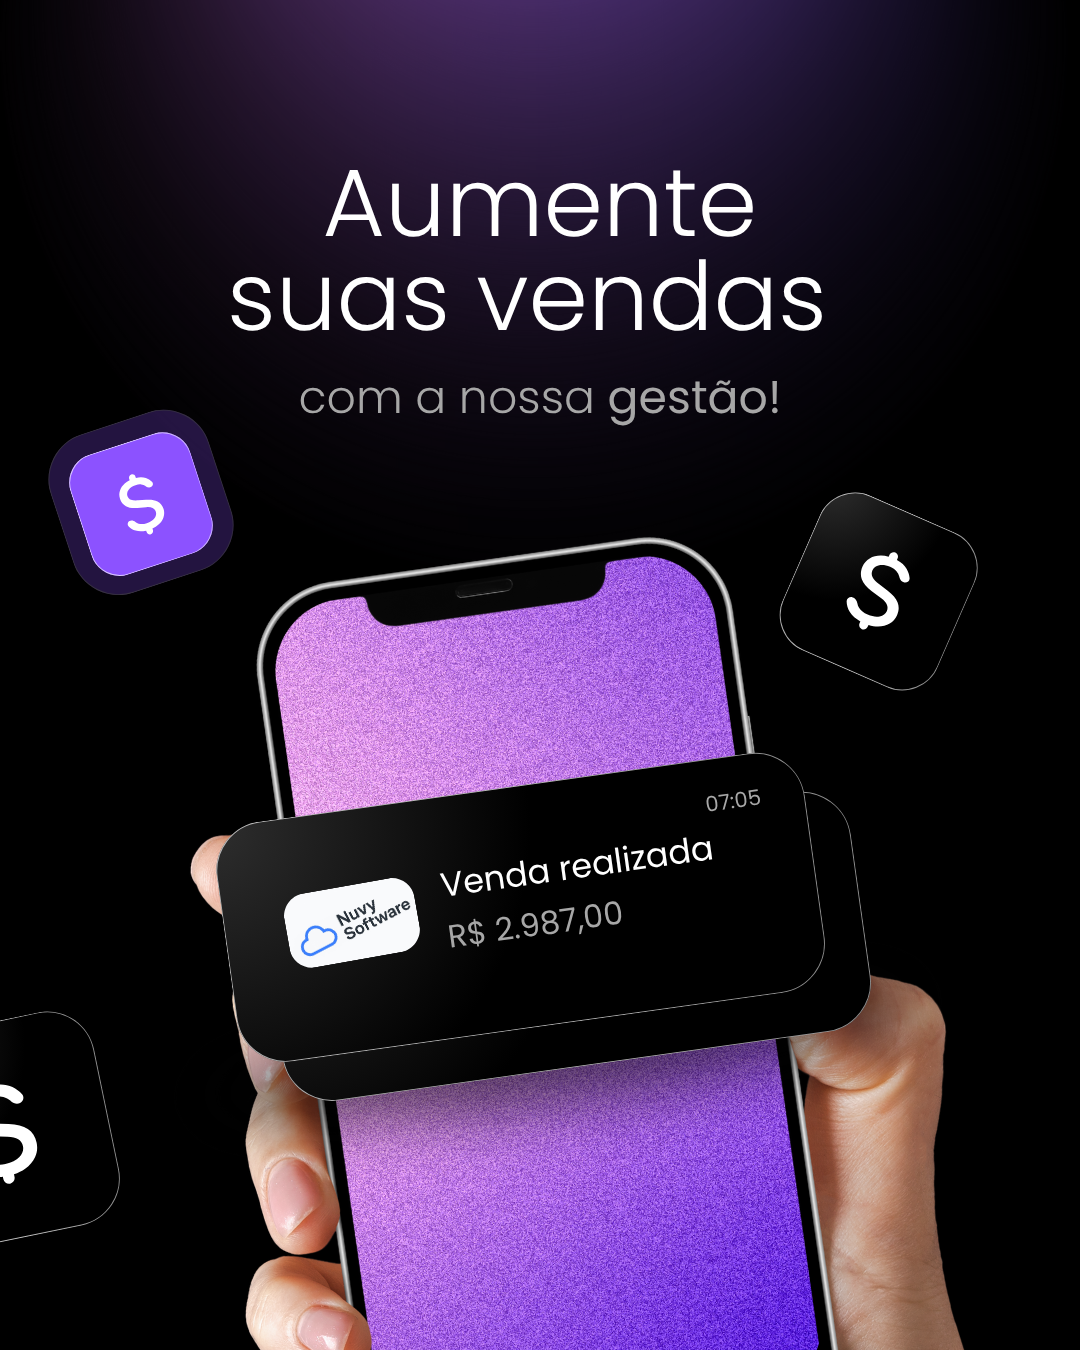 Aumente
suas vendas
com a nossa gestão!
$
$
07:05
Venda realizada
Nuvy
Software
R$ 2.987,00
$